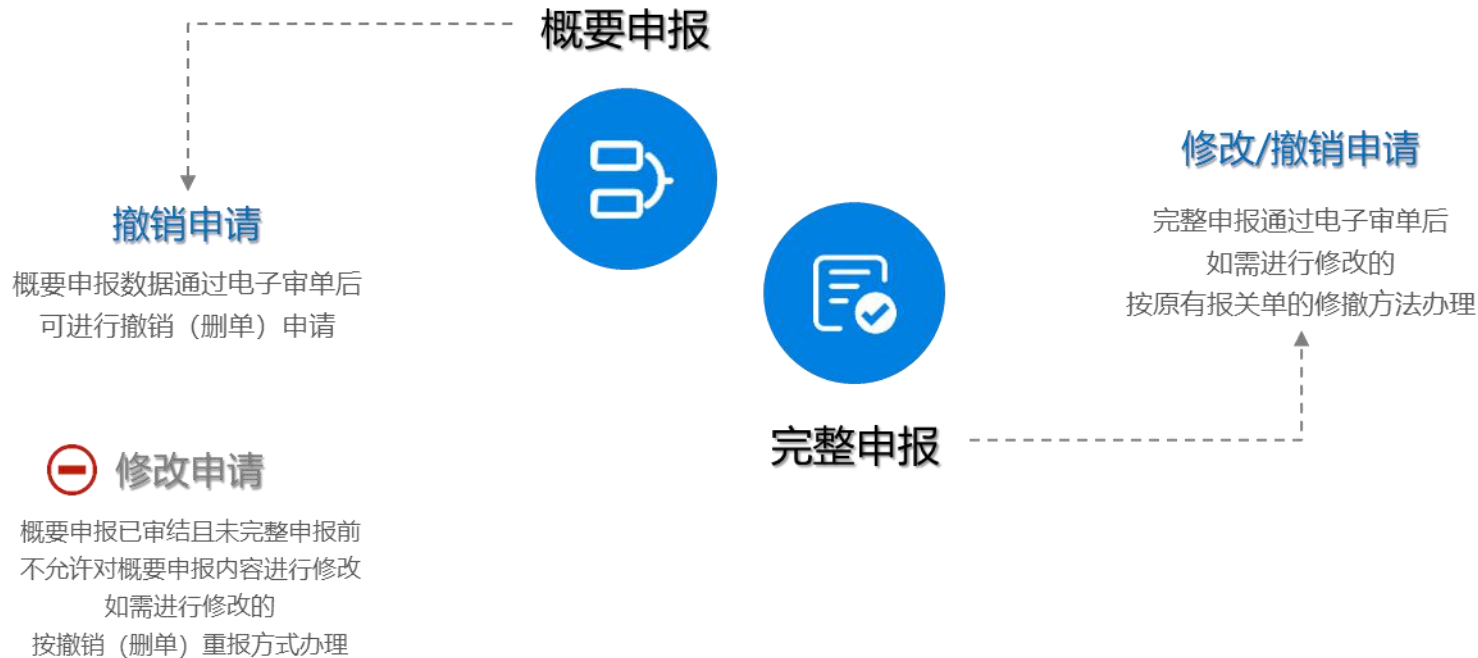 概要申报
撤销申请
概要申报数据通过电子审单后
可进行撤销（删单）申请
修改申请
概要申报已审结且未完整申报前
不允许对概要申报内容进行修改
如需进行修改的
按撤销（删单）重报方式办理
完整申报
修改/撤销申请
完整申报通过电子审单后
如需进行修改的
按原有报关单的修撤方法办理